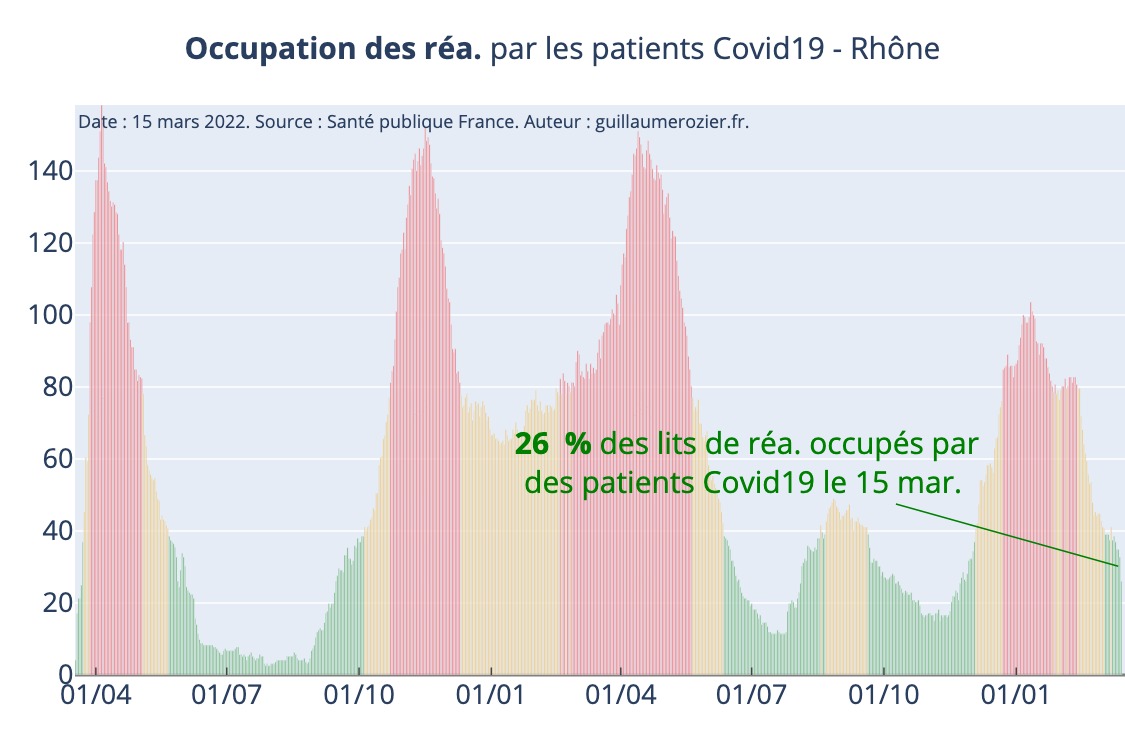 Occupation des réa. par les patients Covid19 - Rhône
Date : 15 mars 2022. Source : Santé publique France. Auteur : guillaumerozier.fr.
140
120
100
80
26  % des lits de réa. occupés par
60
des patients Covid19 le 15 mar.
40
20
0
01/04 01/07 01/10 01/01 01/04 01/07 01/10 01/01